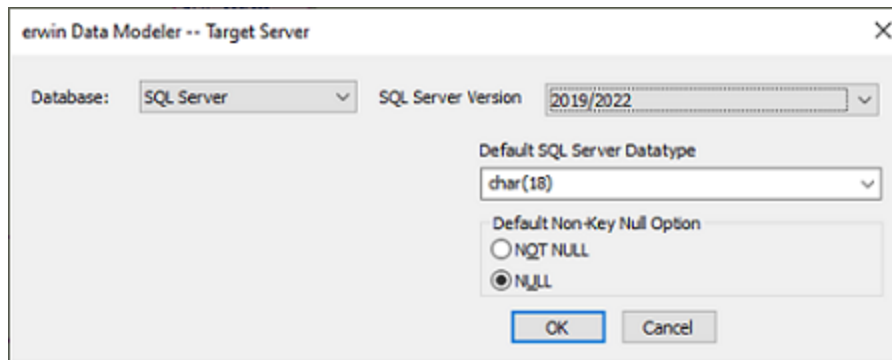 erwin Data Modeler -- Target Server
Database: SQL Server SQL Server Version 2019/2022
Default SQL Server Datatype
char(18)
Default Non-Key Null Option
NOT NULL
NULL
OK Cancel